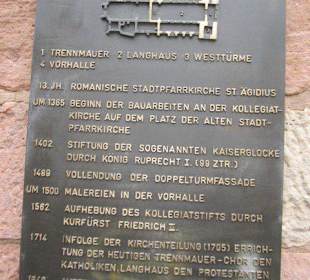 1 TRENNMAUER 2 LANGHAUS 3 WESTTÜRME
4 VORHALLE
13. JH. ROMANISCHE STADTPFARRKIRCHE ST. ÄGIDIUS
UM 1365 BEGINN DER BAUARBEITEN AN DER KOLLEGIAT-
KIRCHE AUF DEM PLATZ DER ALTEN STADT-
PFARRKIRCHE
1402 STIFTUNG DER SOGENANNTEN KAISERGLOCKE
DURCH KÖNIG RUPRECHT I. (99 ZTR.)
1489 VOLLENDUNG DER DOPPELTURMFASSADE
UM 1500 MALEREIEN IN DER VORHALLE
1562 AUFHEBUNG DES KOLLEGIATSTIFTS DURCH
KURFÜRST FRIEDRICH II.
1714 INFOLGE DER KIRCHENTEILUNG (1705) ERRICH-
TUNG DER HEUTIGEN TRENNMAUER - CHOR DEN
KATHOLIKEN, LANGHAUS DEN PROTESTANTEN